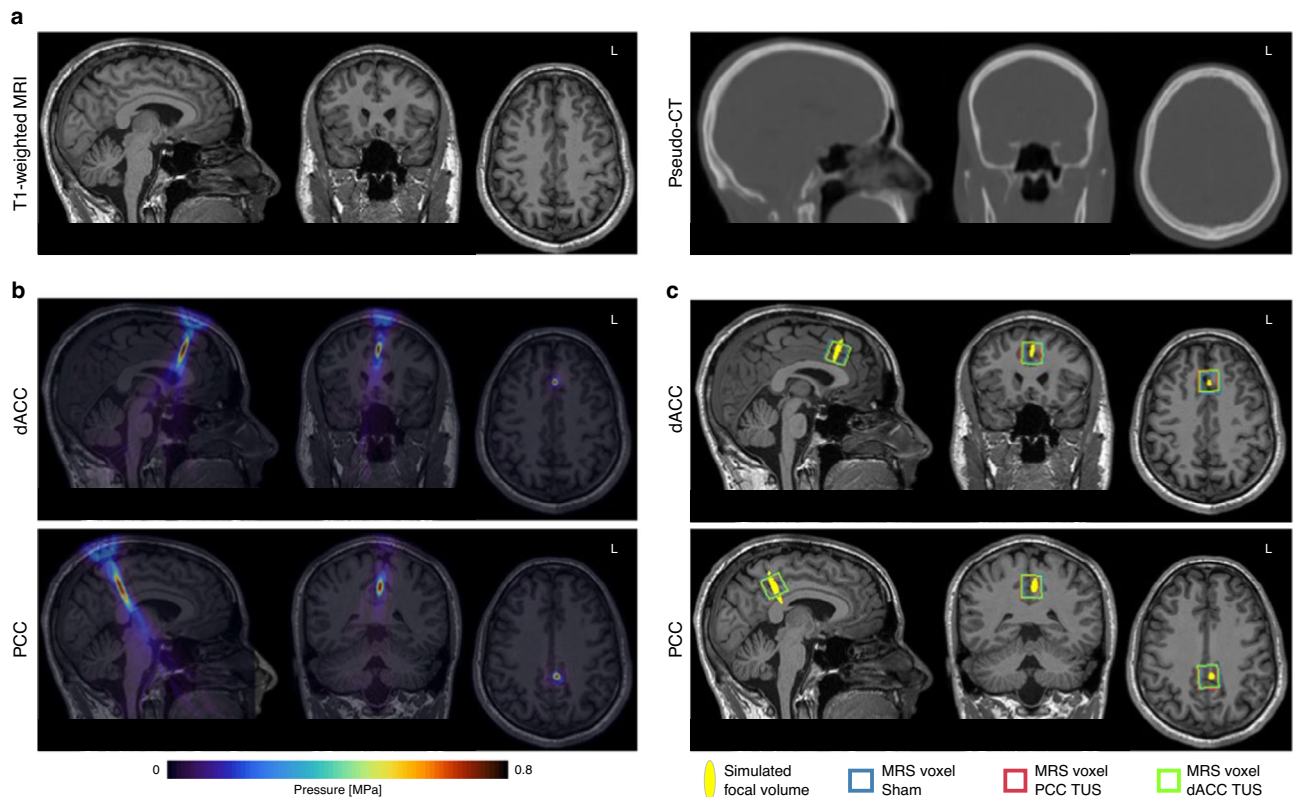 a
T1-weighted MRI
L
Pseudo-CT
L
b
dACC
L
PCC
L
0
0.8
Pressure [MPa]
c
dACC
L
PCC
L
Simulated
focal volume
MRS voxel
Sham
MRS voxel
PCC TUS
MRS voxel
dACC TUS